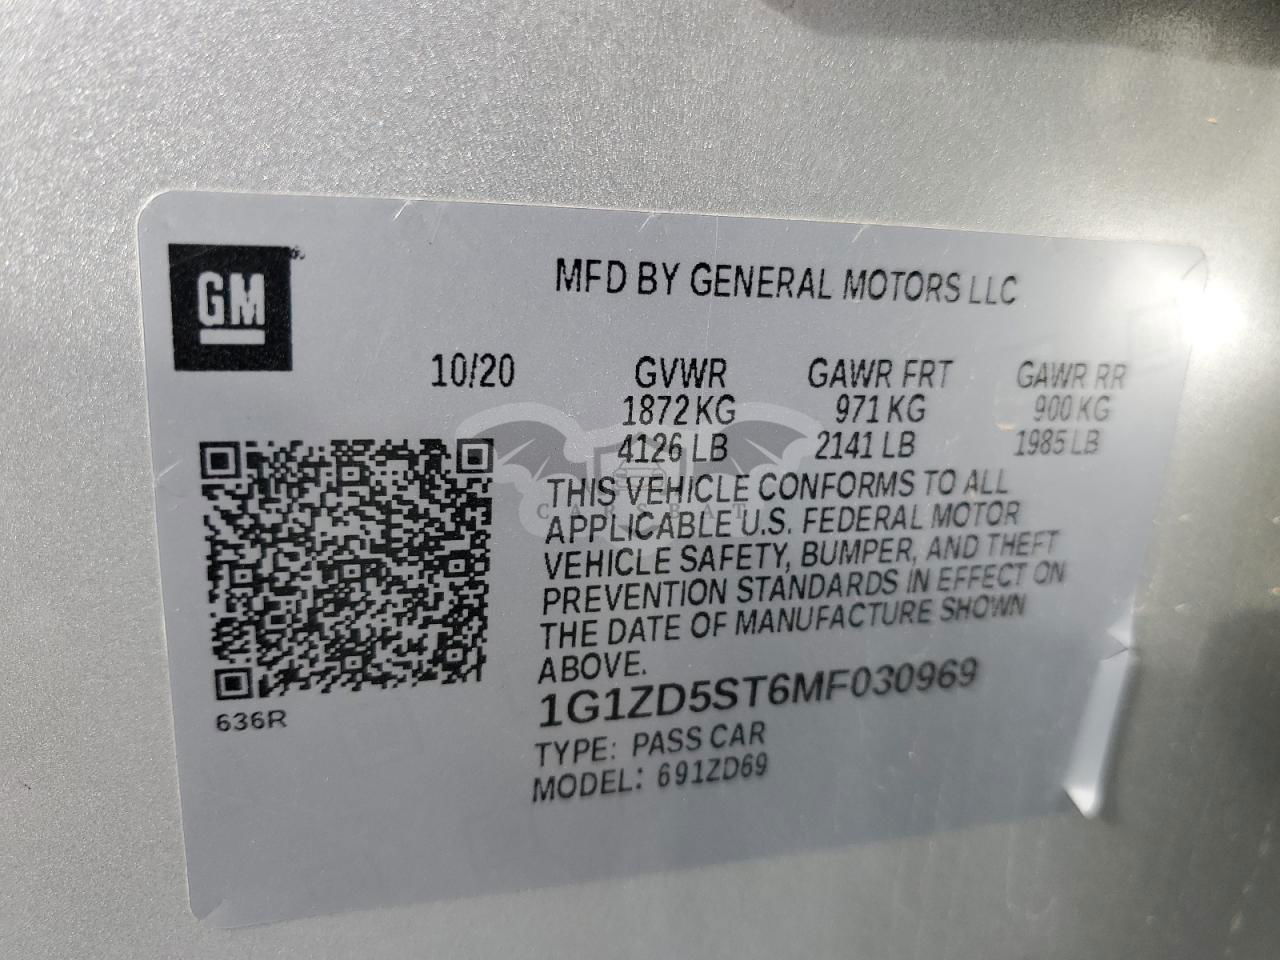 GM
MFD BY GENERAL MOTORS LLC
10/20 GVWR GAWR FRT GAWR RR
1872 KG 971 KG 900 KG
4126 LB 2141 LB 1985 LB
THIS VEHICLE CONFORMS TO ALL
APPLICABLE U.S. FEDERAL MOTOR
VEHICLE SAFETY, BUMPER, AND THEFT
PREVENTION STANDARDS IN EFFECT ON
THE DATE OF MANUFACTURE SHOWN
ABOVE.
1G1ZD5ST6MF030969
TYPE: PASS CAR
MODEL: 691ZD69
636R
CARSBAT